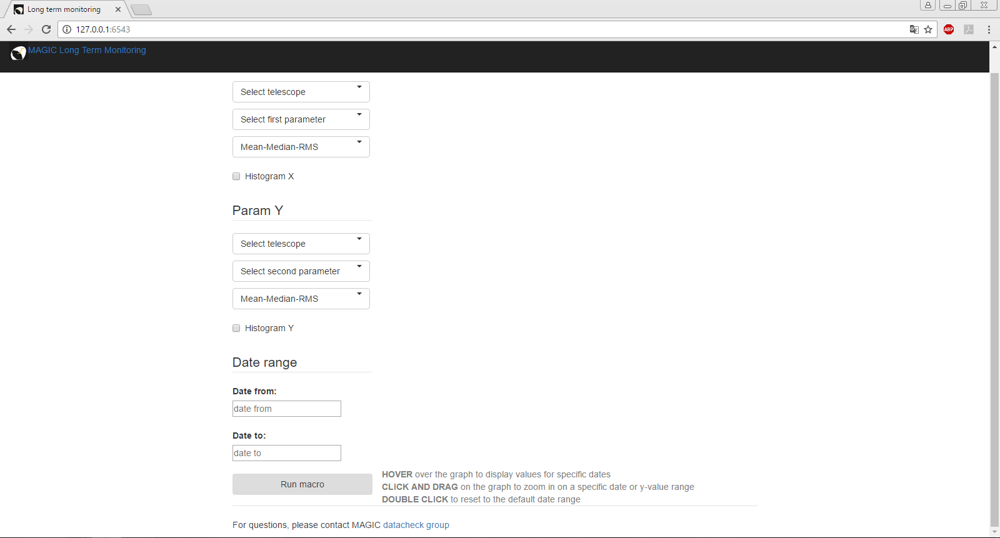 Long term monitoring
127.0.0.1:6543
ABP
MAGIC Long Term Monitoring
Select telescope
Select first parameter
Mean-Median-RMS
Histogram X
Param Y
Select telescope
Select second parameter
Mean-Median-RMS
Histogram Y
Date range
Date from:
date from
Date to:
date to
Run macro
HOVER over the graph to display values for specific dates
CLICK AND DRAG on the graph to zoom in on a specific date or y-value range
DOUBLE CLICK to reset to the default date range
For questions, please contact MAGIC datacheck group